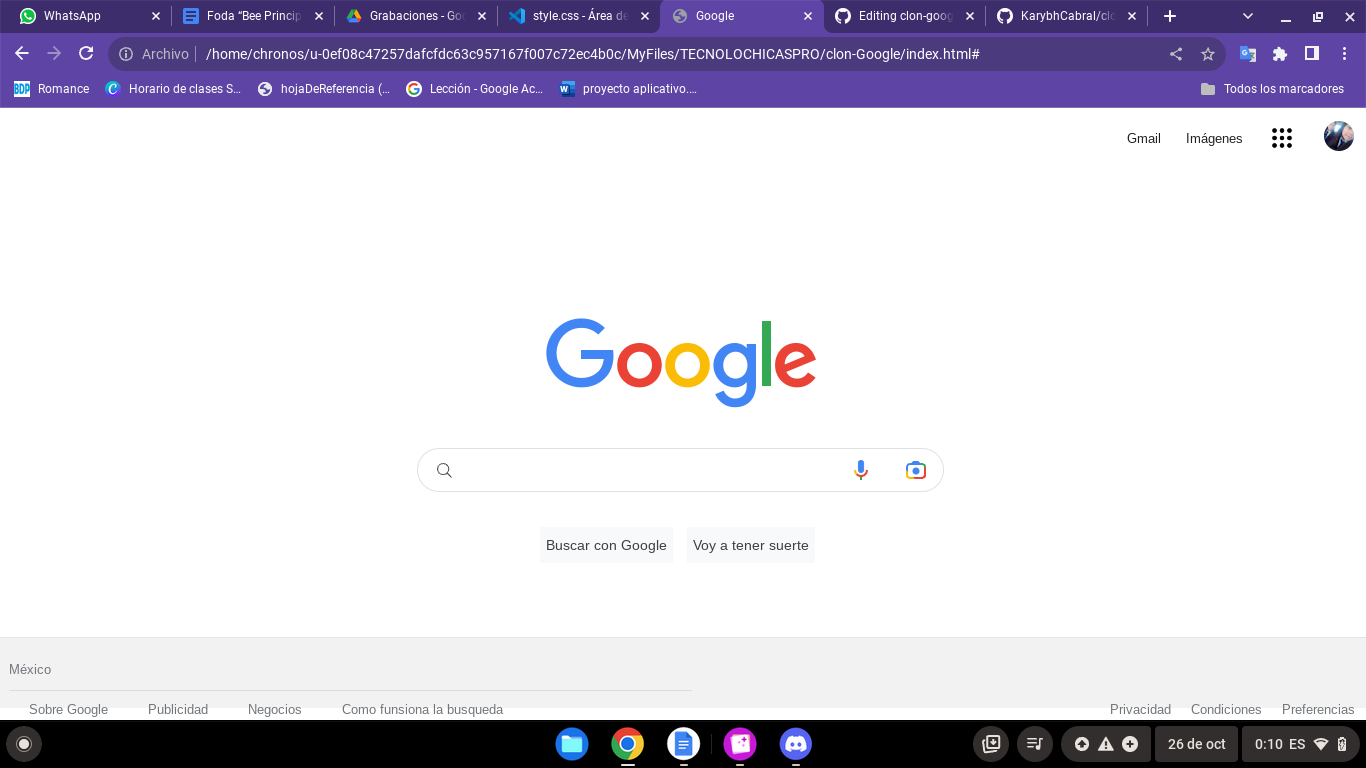 WhatsApp
Foda “Bee Princip
Grabaciones - Goo
style.css - Área de
Google
Editing clon-goog
KarybhCabral/clo
Archivo
/home/chronos/u-0ef08c47257dafcfdc63c957167f007c72ec4b0c/MyFiles/TECNOLOCHICASPRO/clon-Google/index.html#
BDP
Romance
Horario de clases S…
hojaDeReferencia (…
Lección - Google Ac…
proyecto aplicativo.…
Todos los marcadores
Gmail
Imágenes
Google
Buscar con Google
Voy a tener suerte
México
Sobre Google
Publicidad
Negocios
Como funsiona la busqueda
Privacidad
Condiciones
Preferencias
26 de oct
0:10 ES